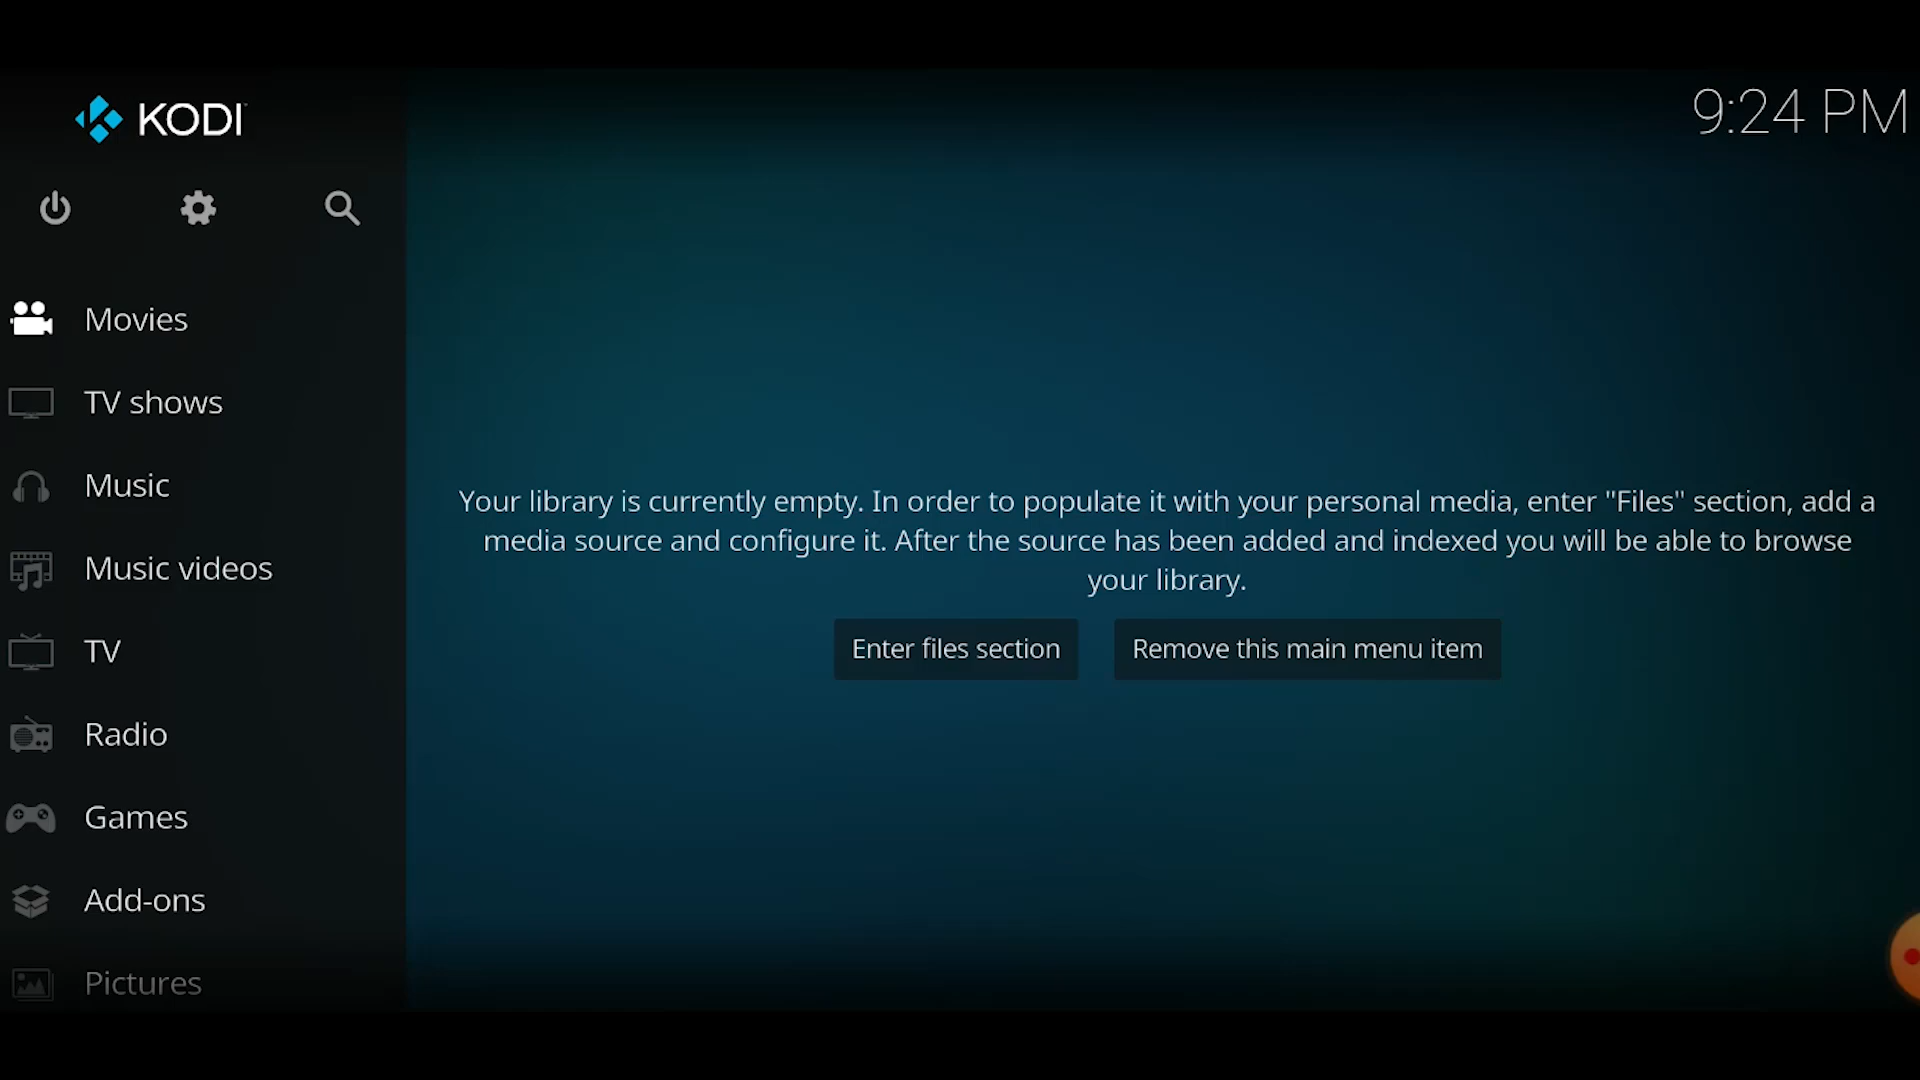 KODI
9:24 PM
Movies
TV shows
Music
Music videos
TV
Radio
Games
Add-ons
Pictures
Your library is currently empty. In order to populate it with your personal media, enter "Files" section, add a
media source and configure it. After the source has been added and indexed you will be able to browse
your library.
Enter files section
Remove this main menu item